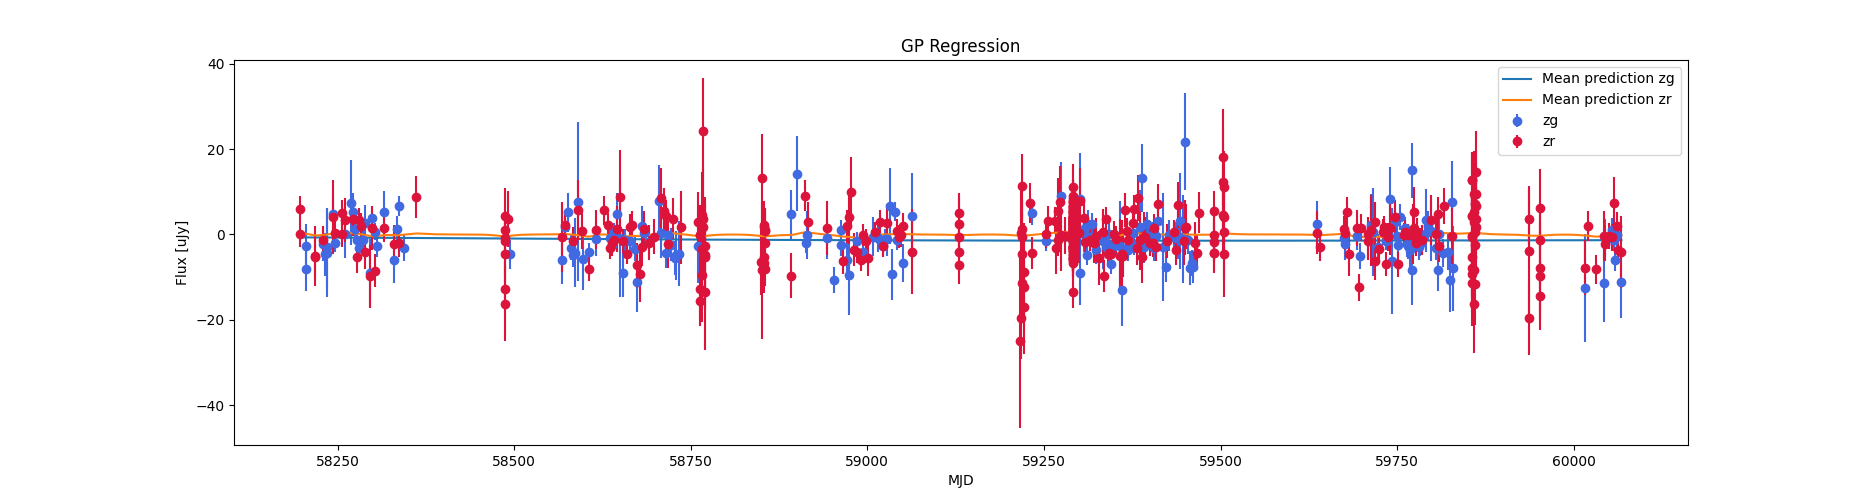 GP Regression
40
20
0
−20
−40
Flux [uJy]
58250
58500
58750
59000
59250
59500
59750
60000
MJD
Mean prediction zg
Mean prediction zr
zg
zr